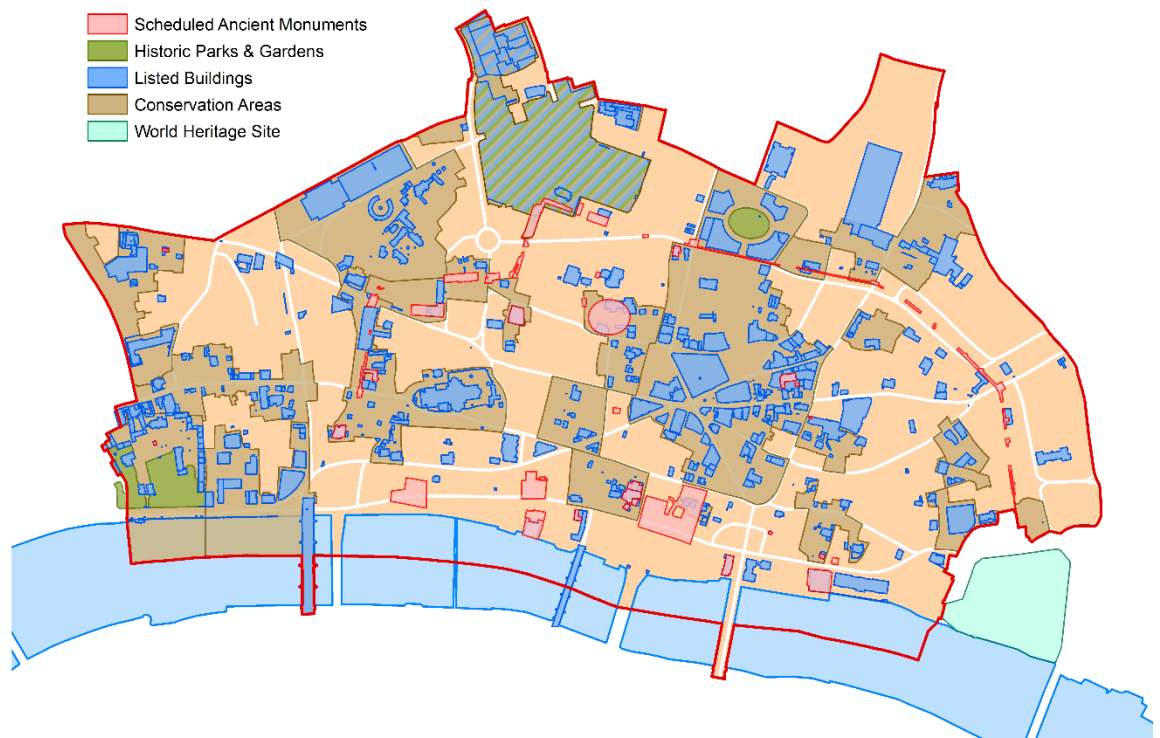 Scheduled Ancient Monuments
Historic Parks & Gardens
Listed Buildings
Conservation Areas
World Heritage Site